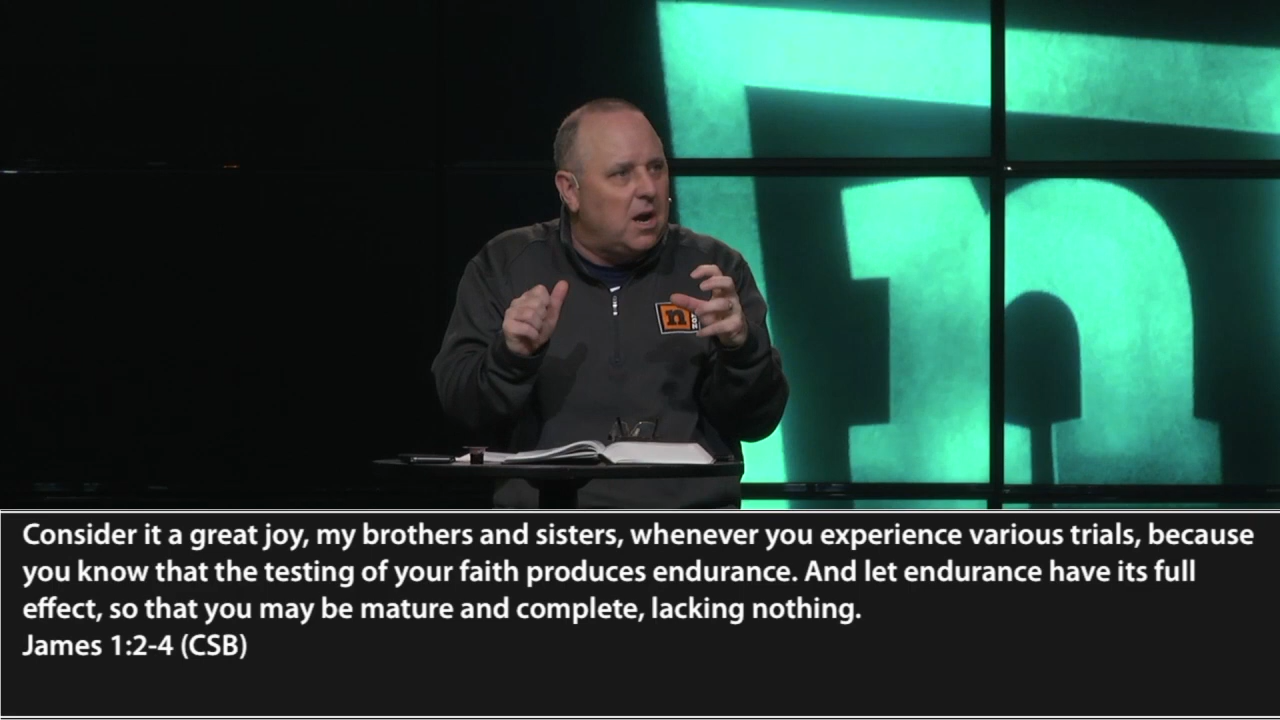 n
n
Consider it a great joy, my brothers and sisters, whenever you experience various trials, because
you know that the testing of your faith produces endurance. And let endurance have its full
effect, so that you may be mature and complete, lacking nothing.
James 1:2-4 (CSB)